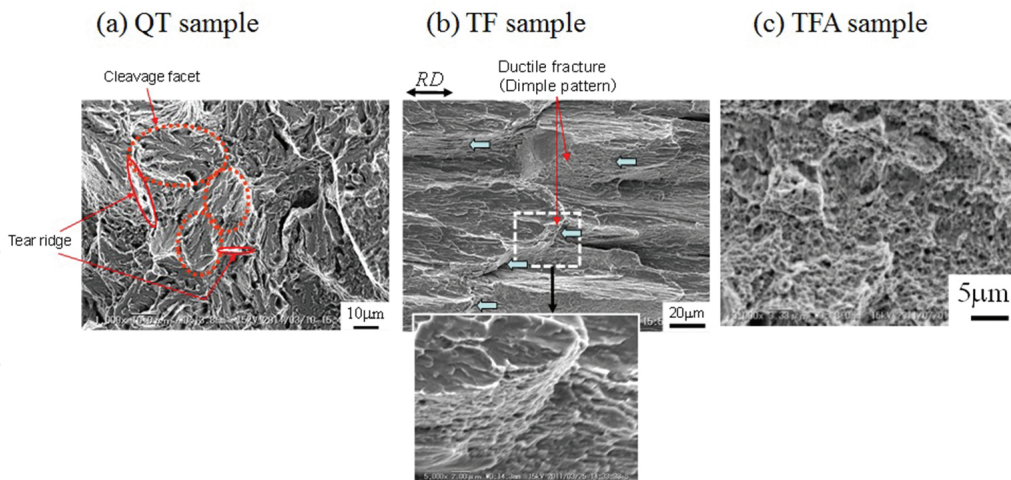 (a) QT sample
(b) TF sample
(c) TFA sample
Cleavage facet
Tear ridge
10μm
RD
Ductile fracture
(Dimple pattern)
20μm
5μm